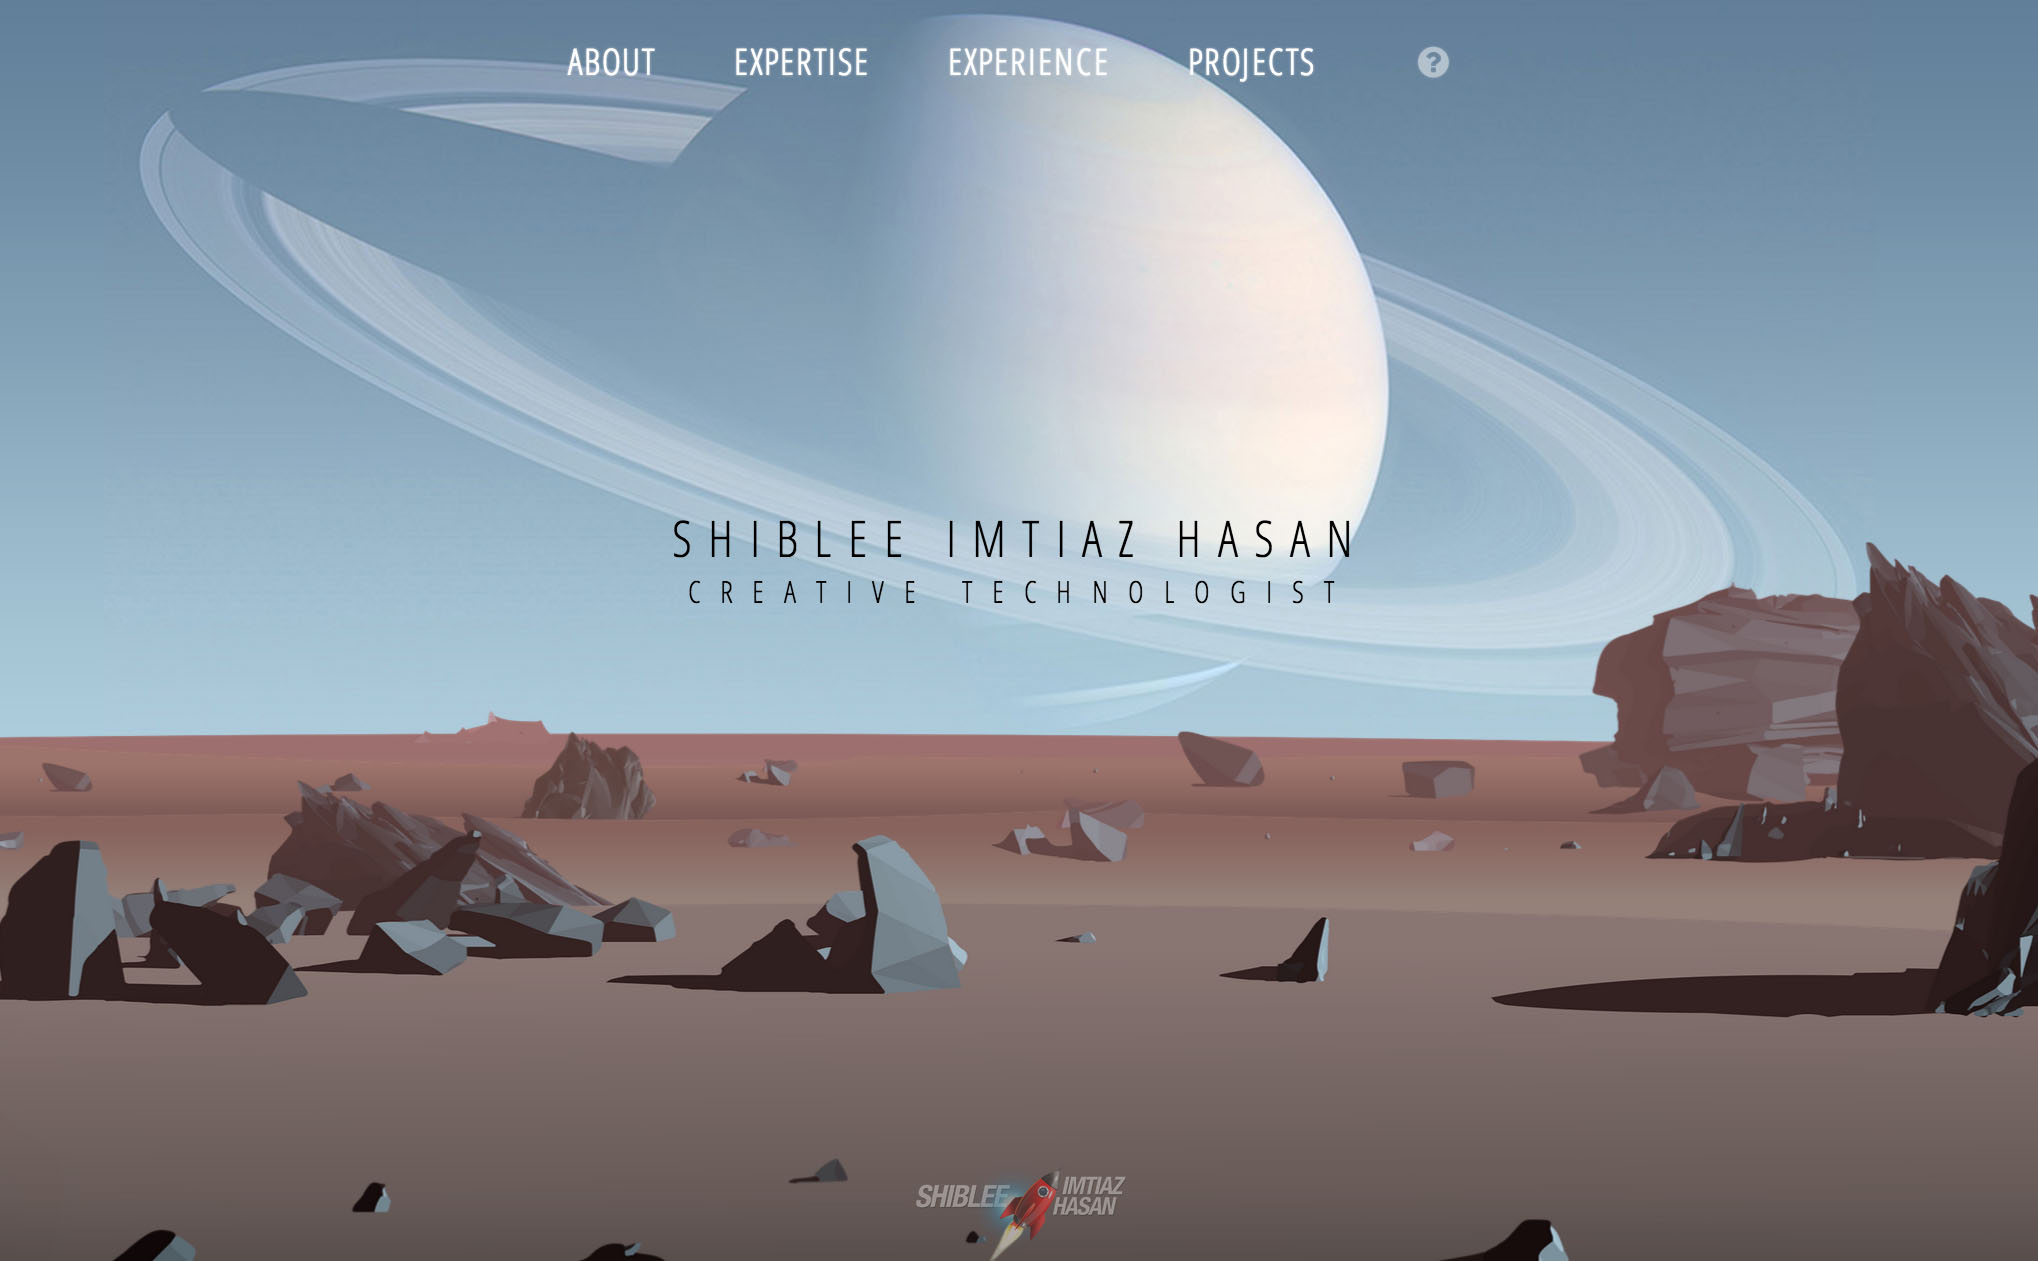 ABOUT EXPERTISE EXPERIENCE PROJECTS ?
SHIBLEE IMTIAZ HASAN
CREATIVE TECHNOLOGIST
SHIBLEE IMTIAZ
HASAN